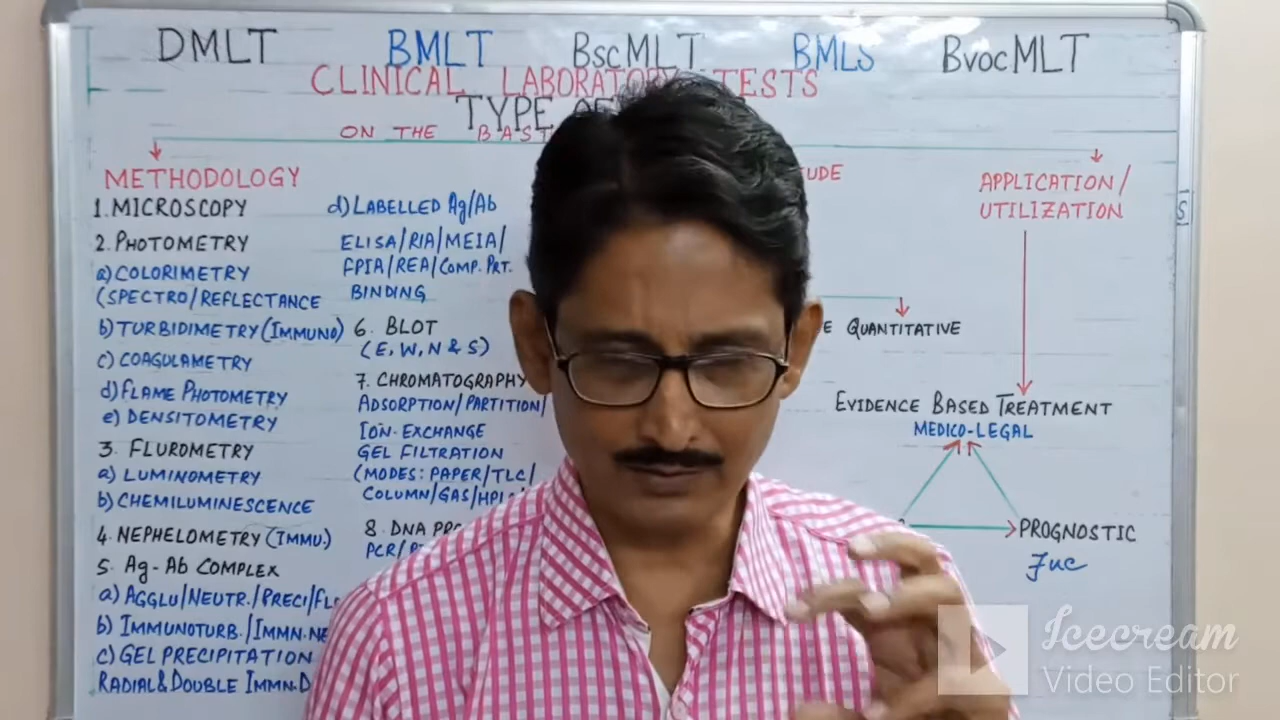 DMLT BMLT BscMLT BMLS BvocMLT
CLINICAL LABORATORY TESTS
TYPE
ON THE
METHODOLOGY
1. MICROSCOPY
2. PHOTOMETRY
a) COLORIMETRY
(SPECTRO/REFLECTANCE
b) TURBIDIMETRY (IMMUNO)
c) COAGULAMETRY
d) FLAME PHOTOMETRY
e) DENSITOMETRY
3. FLUROMETRY
a) LUMINOMETRY
b) CHEMILUMINESCENCE
4. NEPHELOMETRY (IMMU.)
5. Ag-Ab COMPLEX
a) AGGLU/NEUTR./PRECI/
b) IMMUNOTURB./IMMN.
c) GEL PRECIPITATION
RADIAL & DOUBLE IMMN.
d) LABELLED Ag/Ab
ELISA/RIA/MEIA/
FPIA/REA/COMP. PRT.
BINDING
6. BLOT
(E, W, N & S)
7. CHROMATOGRAPHY
ADSORPTION/PARTITION/
ION-EXCHANGE
GEL FILTRATION
(MODES: PAPER/TLC/
COLUMN/GAS/
8. DNA
PCR/
QUANTITATIVE
APPLICATION/
UTILIZATION
EVIDENCE BASED TREATMENT
MEDICO-LEGAL
PROGNOSTIC
S
Icecream
Video Editor